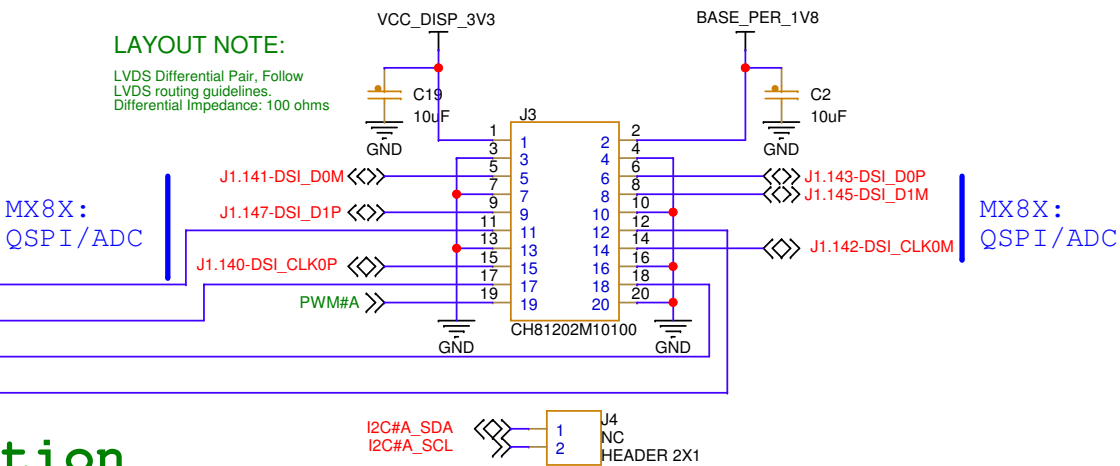 VCC_DISP_3V3
BASE_PER_1V8
LAYOUT NOTE:
LVDS Differential Pair, Follow
LVDS routing guidelines.
Differential Impedance: 100 ohms
C19
10uF
GND
C2
10uF
GND
J3
1 1 2 2
3 3 4 4
J1.141-DSI_D0M 5 5 6 6 J1.143-DSI_D0P
7 7 8 8 J1.145-DSI_D1M
J1.147-DSI_D1P 9 9 10 10
11 11 12 12
13 13 14 14 J1.142-DSI_CLK0M
J1.140-DSI_CLK0P 15 15 16 16
17 17 18 18
PWM#A 19 19 20 20
MX8X:
QSPI/ADC
MX8X:
QSPI/ADC
CH81202M10100
GND
GND
I2C#A_SDA 1
I2C#A_SCL 2
J4
NC
HEADER 2X1
tion